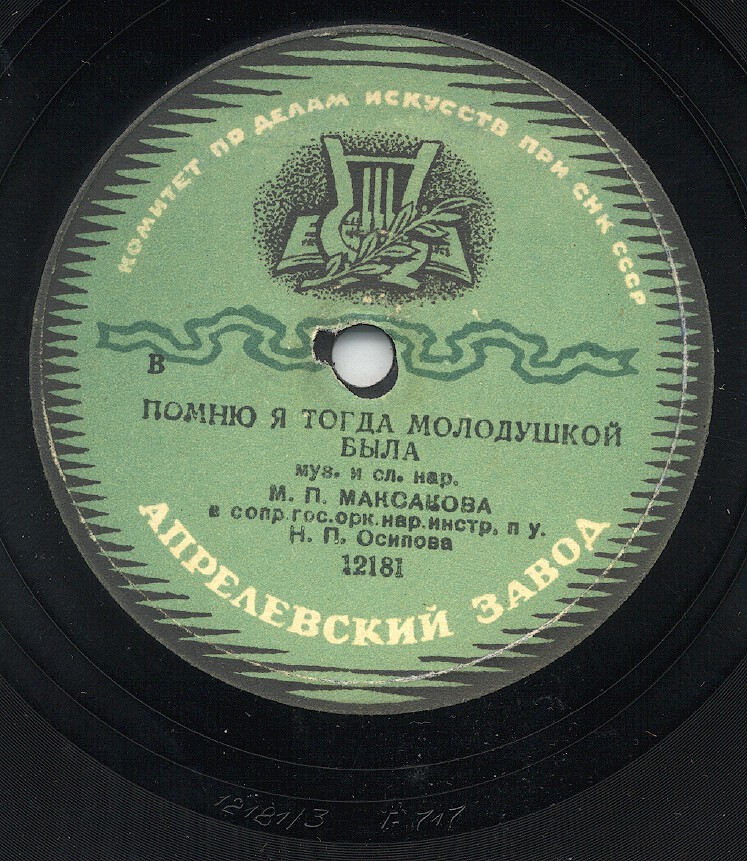 КОМИТЕТ ПО ДЕЛАМ ИСКУССТВ ПРИ СНК СССР
В
ПОМНЮ Я ТОГДА МОЛОДУШКОЙ
БЫЛА
муз. и сл. нар.
М. П. МАКСАКОВА
в сопр.гос.орк.нар.инстр. п у.
Н. П. Осипова
12181
АПРЕЛЕВСКИЙ ЗАВОД
12181/3 Г 717